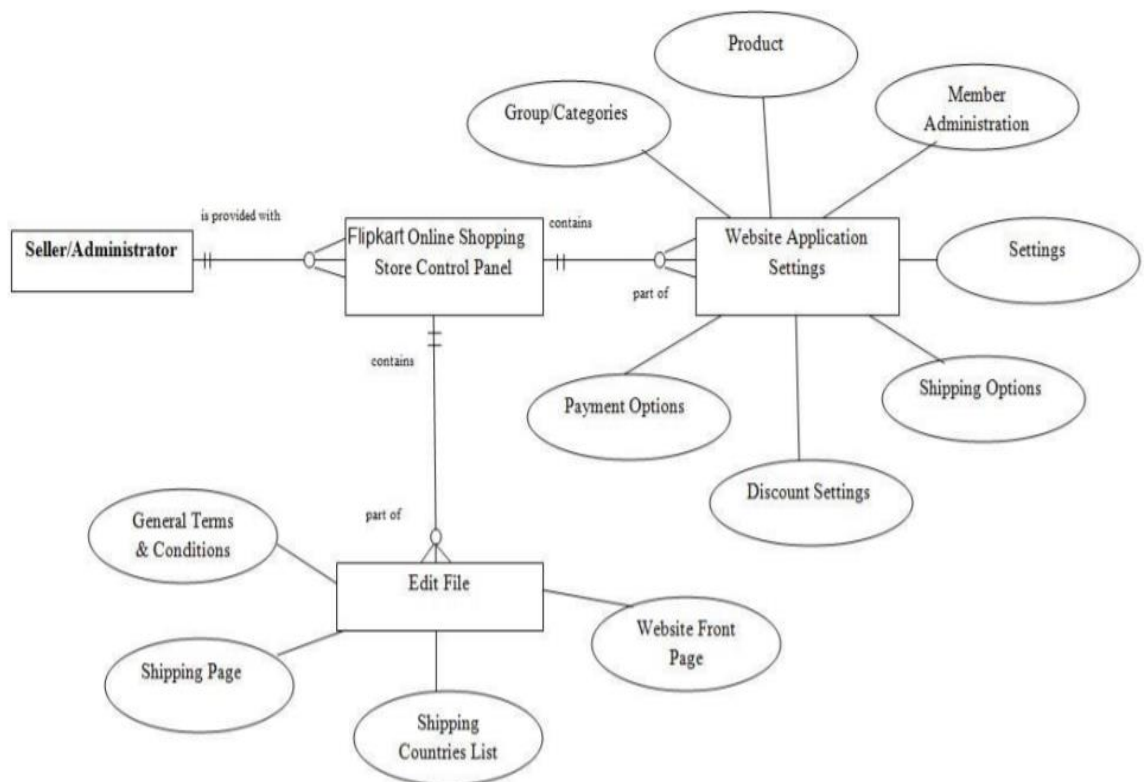 Product
Group/Categories
Member
Administration
is provided with
contains
Seller/Administrator
Flipkart Online Shopping
Store Control Panel
Website Application
Settings
Settings
part of
contains
Payment Options
Shipping Options
Discount Settings
part of
General Terms
& Conditions
Edit File
Website Front
Page
Shipping Page
Shipping
Countries List